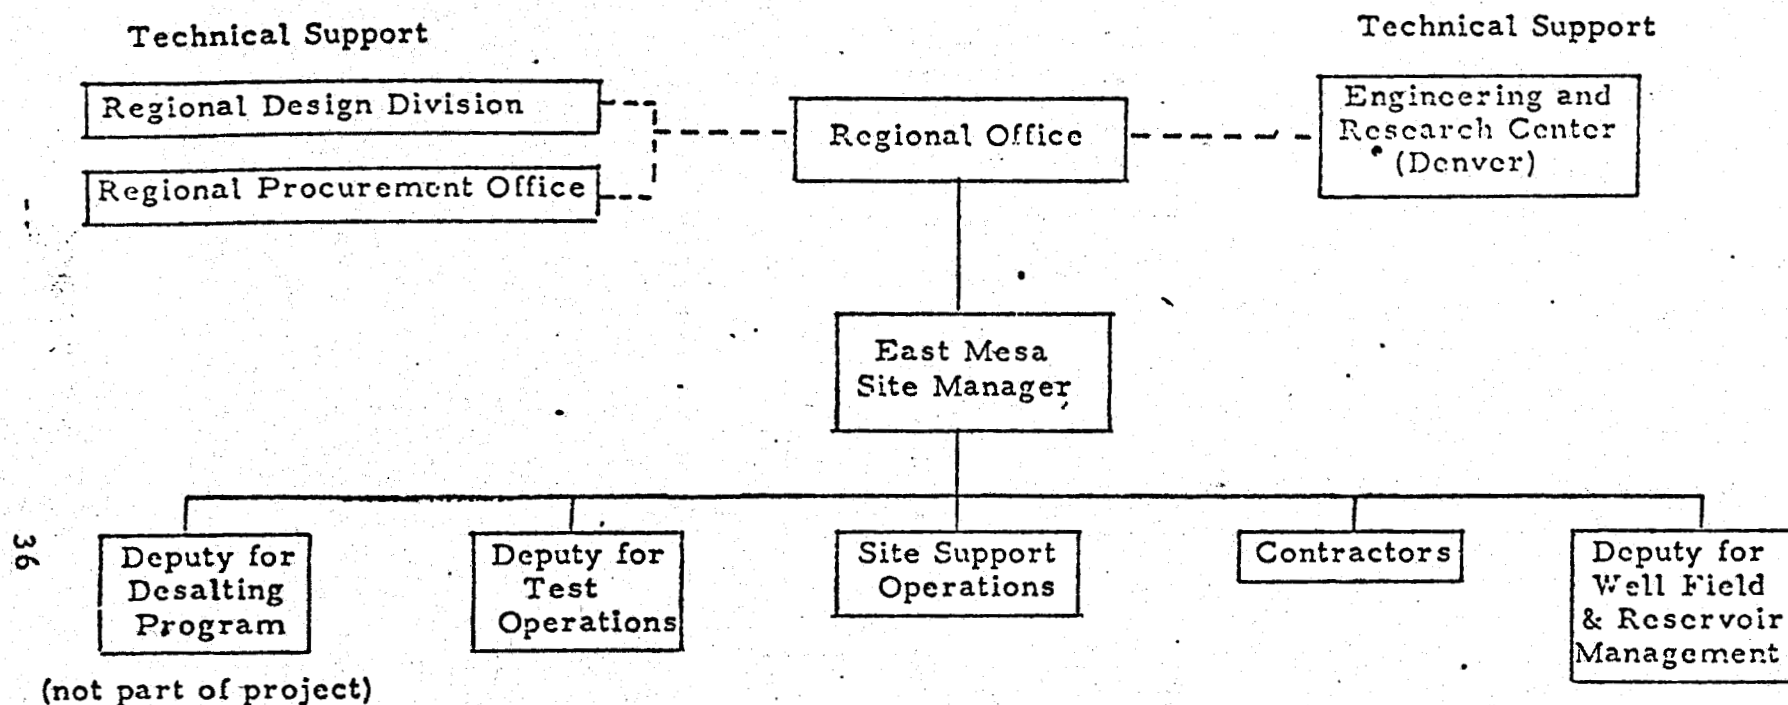 Technical Support
Technical Support
Regional Design Division
Regional Procurement Office
Regional Office
Engineering and
Research Center
(Denver)
East Mesa
Site Manager
Deputy for
Desalting
Program
(not part of project)
Deputy for
Test
Operations
Site Support
Operations
Contractors
Deputy for
Well Field
& Reservoir
Management
36